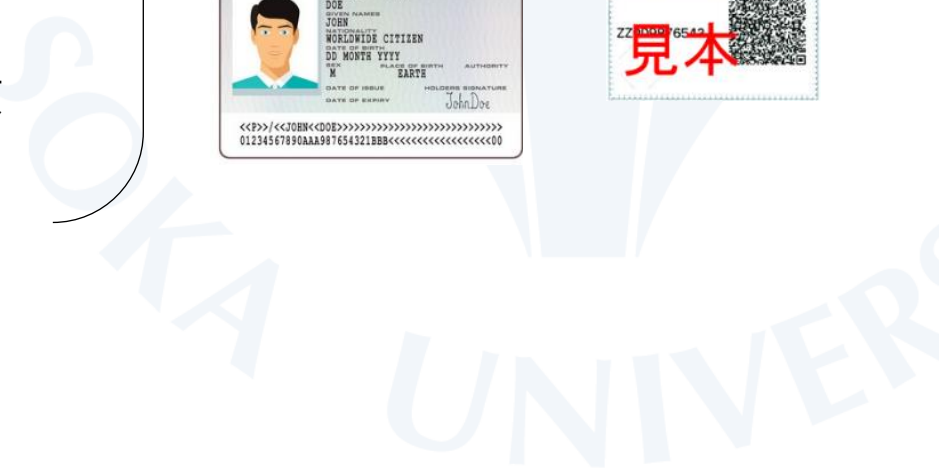 DOE
GIVEN NAMES
JOHN
NATIONALITY
WORLDWIDE CITIZEN
DATE OF BIRTH
DD MONTH YYYY
SEX PLACE OF BIRTH AUTHORITY
M EARTH
DATE OF ISSUE HOLDERS SIGNATURE
DATE OF EXPIRY JohnDoe
<<P>>/<<JOHN<<DOE>>>>>>>>>>>>>>>>>>>>>>>>>>>>>
01234567890AAA987654321BBB<<<<<<<<<<<<<<<<<<00
見本
SOKA UNIVERS